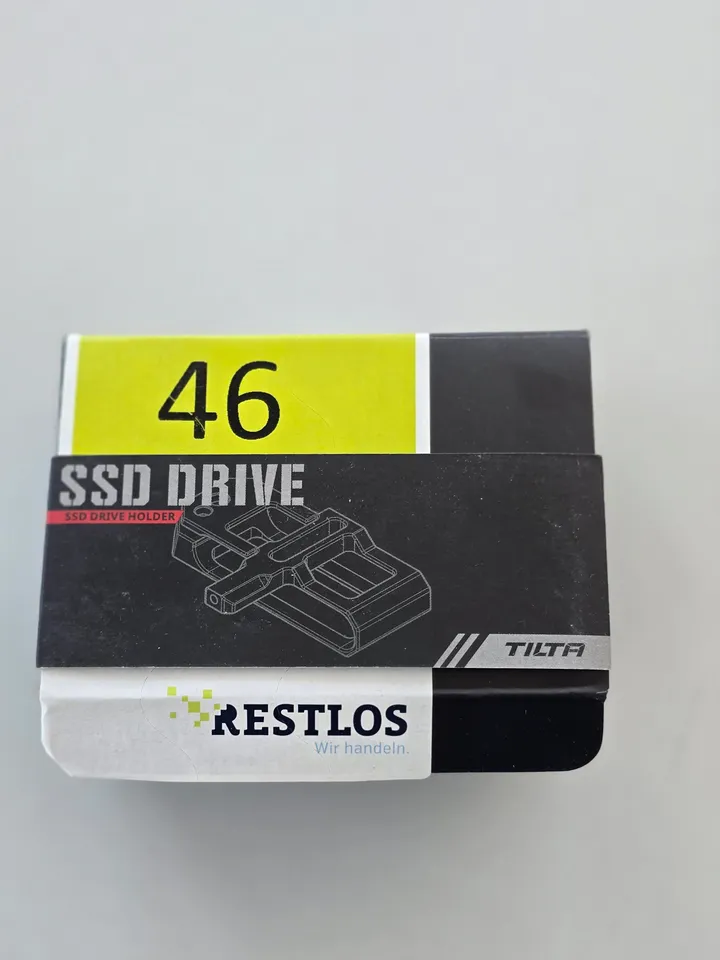 46
SSD DRIVE
SSD DRIVE HOLDER
TILTA
RESTLOS
Wir handeln.